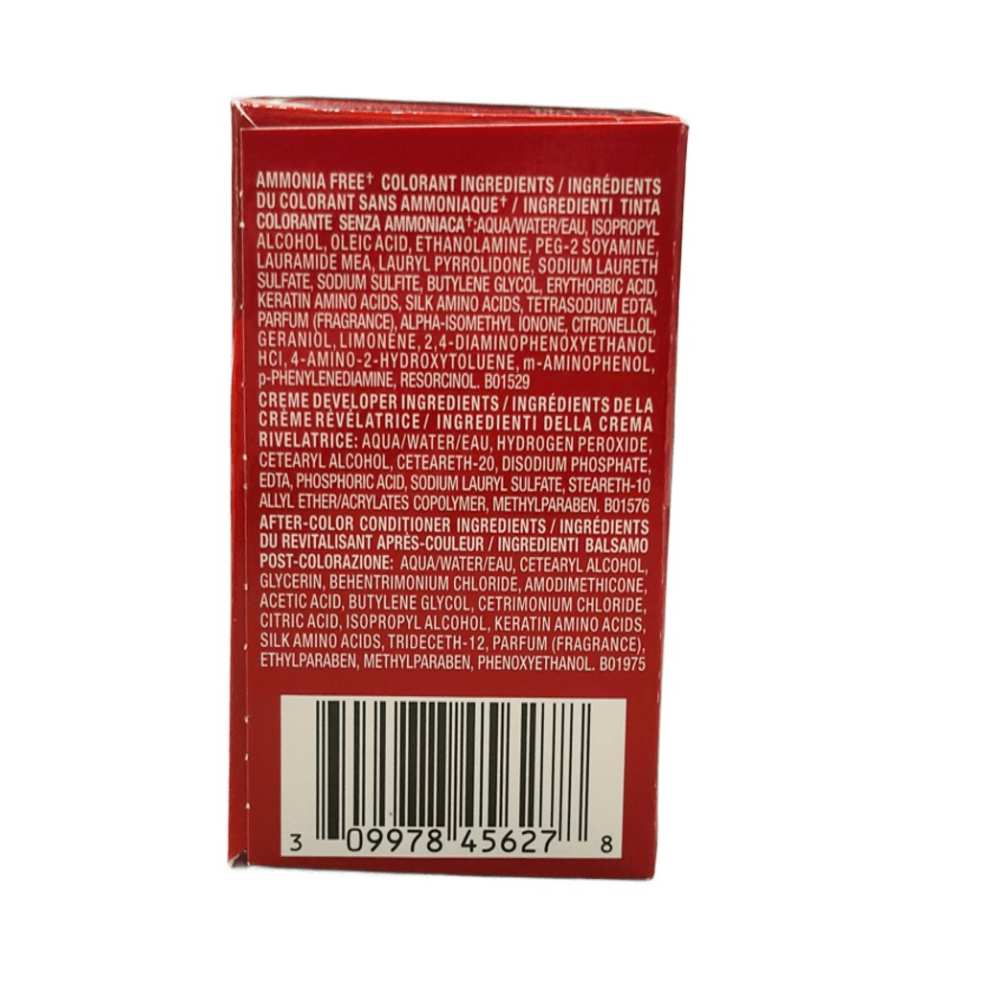 AMMONIA FREE† COLORANT INGREDIENTS / INGRÉDIENTS
DU COLORANT SANS AMMONIAQUE† / INGREDIENTI TINTA
COLORANTE SENZA AMMONIACA†:AQUA/WATER/EAU, ISOPROPYL
ALCOHOL, OLEIC ACID, ETHANOLAMINE, PEG-2 SOYAMINE,
LAURAMIDE MEA, LAURYL PYRROLIDONE, SODIUM LAURETH
SULFATE, SODIUM SULFITE, BUTYLENE GLYCOL, ERYTHORBIC ACID,
KERATIN AMINO ACIDS, SILK AMINO ACIDS, TETRASODIUM EDTA,
PARFUM (FRAGRANCE), ALPHA-ISOMETHYL IONONE, CITRONELLOL,
GERANIOL, LIMONENE, 2,4-DIAMINOPHENOXYETHANOL
HCl, 4-AMINO-2-HYDROXYTOLUENE, m-AMINOPHENOL,
p-PHENYLENEDIAMINE, RESORCINOL. B01529
CREME DEVELOPER INGREDIENTS / INGRÉDIENTS DE LA
CRÈME RÉVÉLATRICE / INGREDIENTI DELLA CREMA
RIVELATRICE: AQUA/WATER/EAU, HYDROGEN PEROXIDE,
CETEARYL ALCOHOL, CETEARETH-20, DISODIUM PHOSPHATE,
EDTA, PHOSPHORIC ACID, SODIUM LAURYL SULFATE, STEARETH-10
ALLYL ETHER/ACRYLATES COPOLYMER, METHYLPARABEN. B01576
AFTER-COLOR CONDITIONER INGREDIENTS / INGRÉDIENTS
DU REVITALISANT APRÈS-COULEUR / INGREDIENTI BALSAMO
POST-COLORAZIONE: AQUA/WATER/EAU, CETEARYL ALCOHOL,
GLYCERIN, BEHENTRIMONIUM CHLORIDE, AMODIMETHICONE,
ACETIC ACID, BUTYLENE GLYCOL, CETRIMONIUM CHLORIDE,
CITRIC ACID, ISOPROPYL ALCOHOL, KERATIN AMINO ACIDS,
SILK AMINO ACIDS, TRIDECETH-12, PARFUM (FRAGRANCE),
ETHYLPARABEN, METHYLPARABEN, PHENOXYETHANOL. B01975
3 09978 45627 8